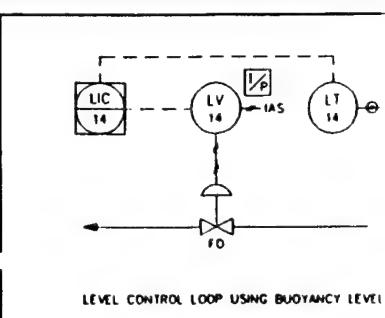 I/P
LIC
14
LV
14
IAS
LT
14
FO
LEVEL CONTROL LOOP USING BUOYANCY LEVEL